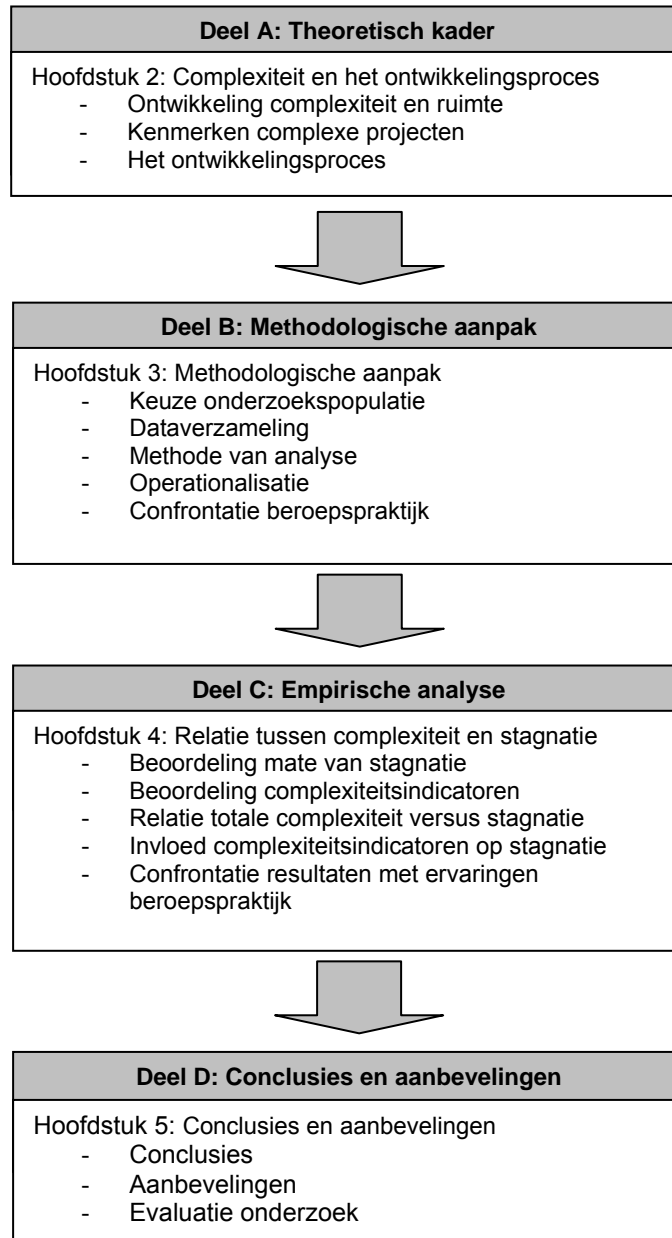 Deel A: Theoretisch kader
Hoofdstuk 2: Complexiteit en het ontwikkelingsproces
- Ontwikkeling complexiteit en ruimte
- Kenmerken complexe projecten
- Het ontwikkelingsproces
Deel B: Methodologische aanpak
Hoofdstuk 3: Methodologische aanpak
- Keuze onderzoekspopulatie
- Dataverzameling
- Methode van analyse
- Operationalisatie
- Confrontatie beroepspraktijk
Deel C: Empirische analyse
Hoofdstuk 4: Relatie tussen complexiteit en stagnatie
- Beoordeling mate van stagnatie
- Beoordeling complexiteitsindicatoren
- Relatie totale complexiteit versus stagnatie
- Invloed complexiteitsindicatoren op stagnatie
- Confrontatie resultaten met ervaringen
beroepspraktijk
Deel D: Conclusies en aanbevelingen
Hoofdstuk 5: Conclusies en aanbevelingen
- Conclusies
- Aanbevelingen
- Evaluatie onderzoek